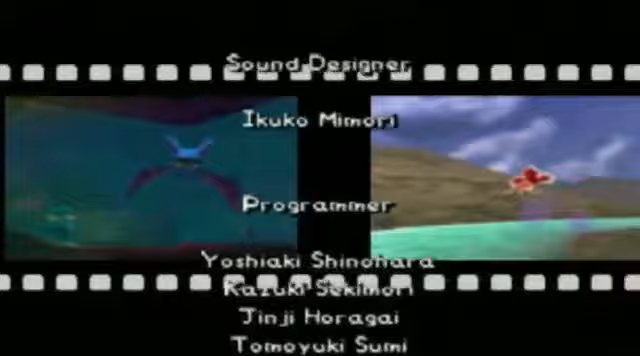 Sound Designer
Ikuko Mimori
Programmer
Yoshiaki Shinohara
Kazuki Sekimori
Jinji Horagai
Tomoyuki Sumi